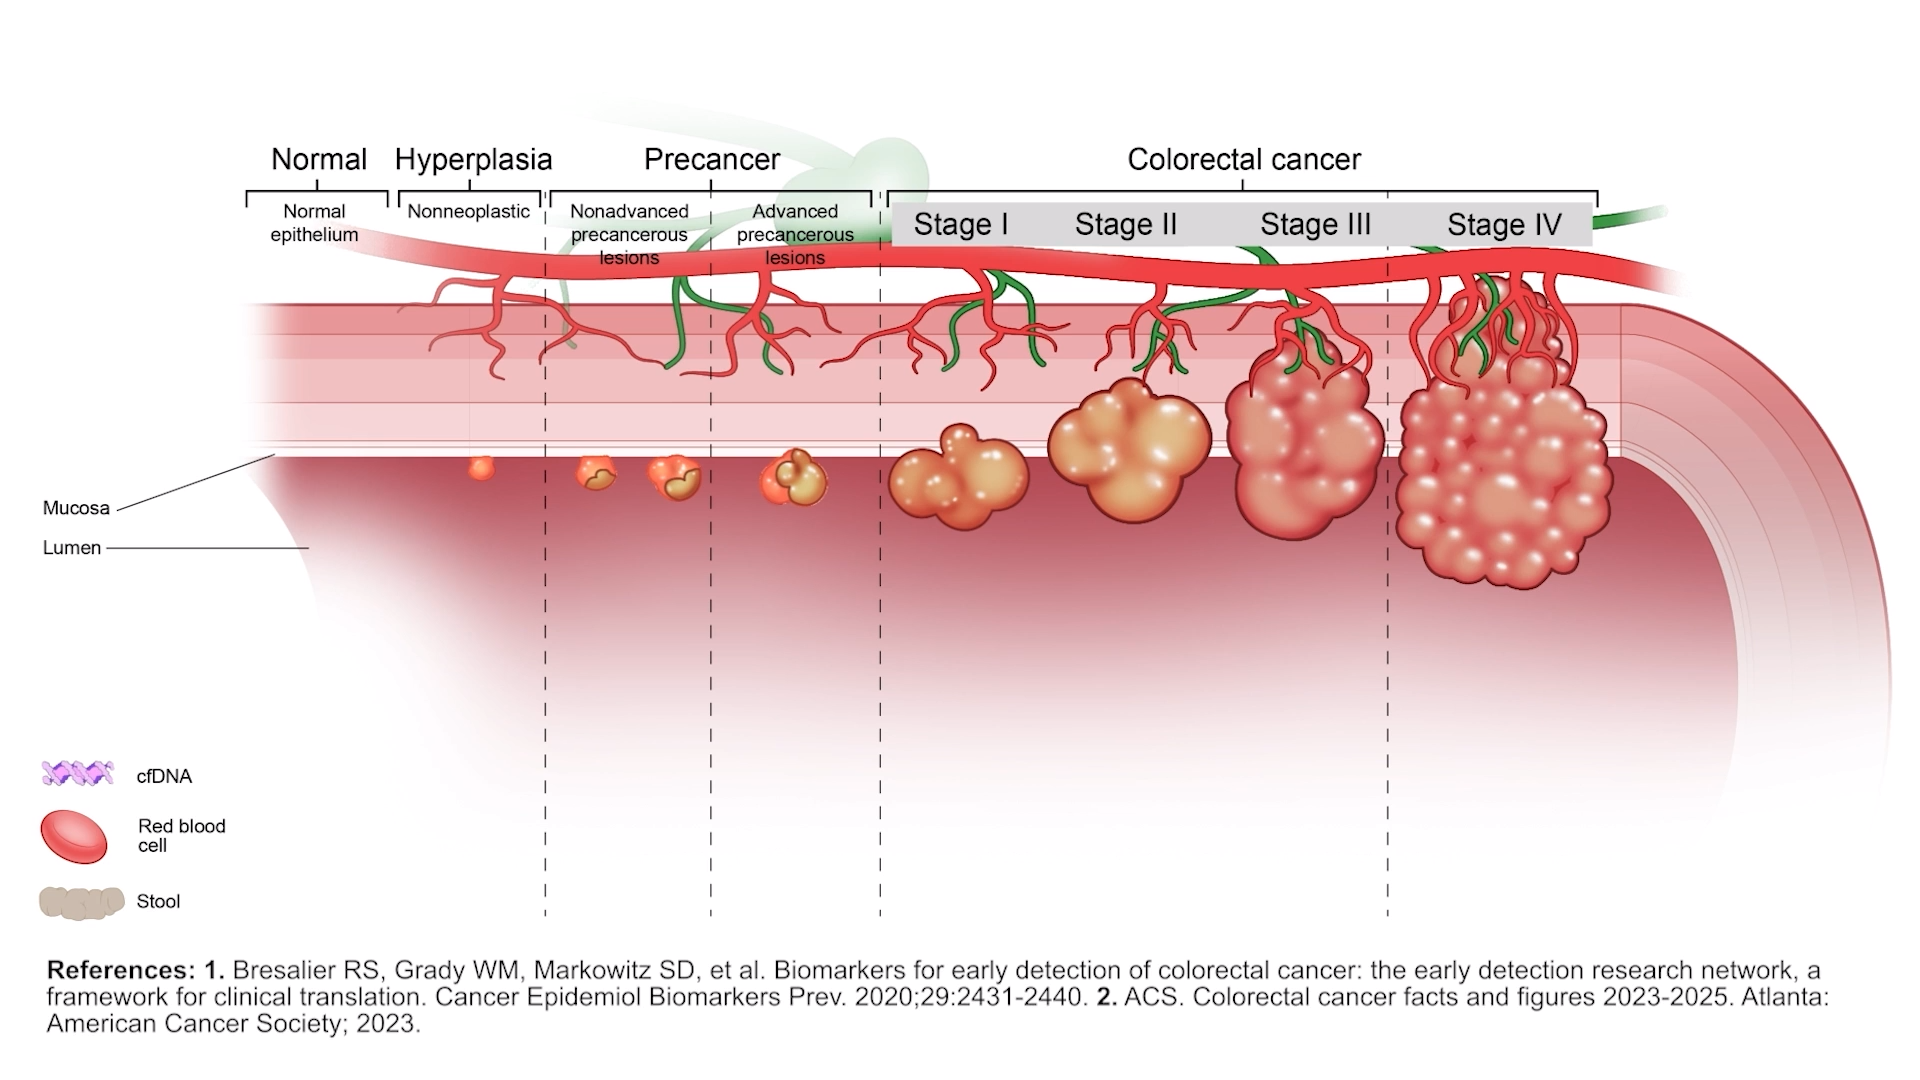 Normal
Hyperplasia
Precancer
Colorectal cancer
Normal
epithelium
Nonneoplastic
Nonadvanced
precancerous
lesions
Advanced
precancerous
lesions
Stage I
Stage II
Stage III
Stage IV
Mucosa
Lumen
cfDNA
Red blood
cell
Stool
References: 1. Bresalier RS, Grady WM, Markowitz SD, et al. Biomarkers for early detection of colorectal cancer: the early detection research network, a
framework for clinical translation. Cancer Epidemiol Biomarkers Prev. 2020;29:2431-2440. 2. ACS. Colorectal cancer facts and figures 2023-2025. Atlanta:
American Cancer Society; 2023.